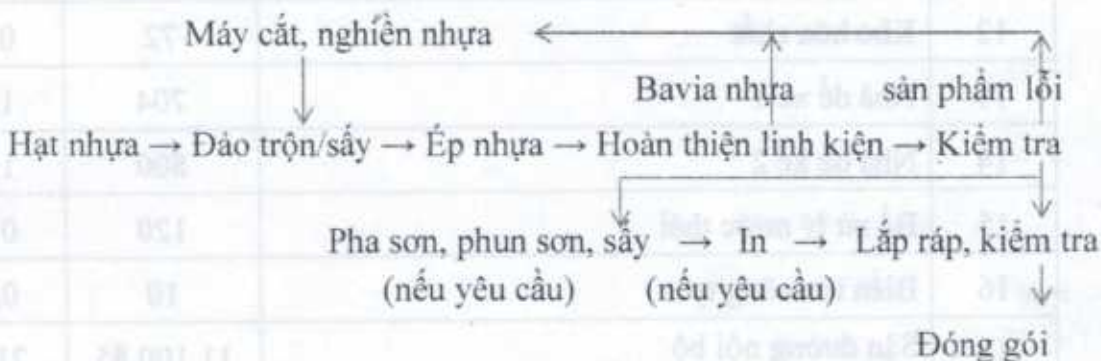 Máy cắt, nghiền nhựa
Bavia nhựa sản phẩm lỗi
Hạt nhựa → Đảo trộn/sấy → Ép nhựa → Hoàn thiện linh kiện → Kiểm tra
Pha sơn, phun sơn, sấy → In → Lắp ráp, kiểm tra
(nếu yêu cầu) (nếu yêu cầu)
Đóng gói